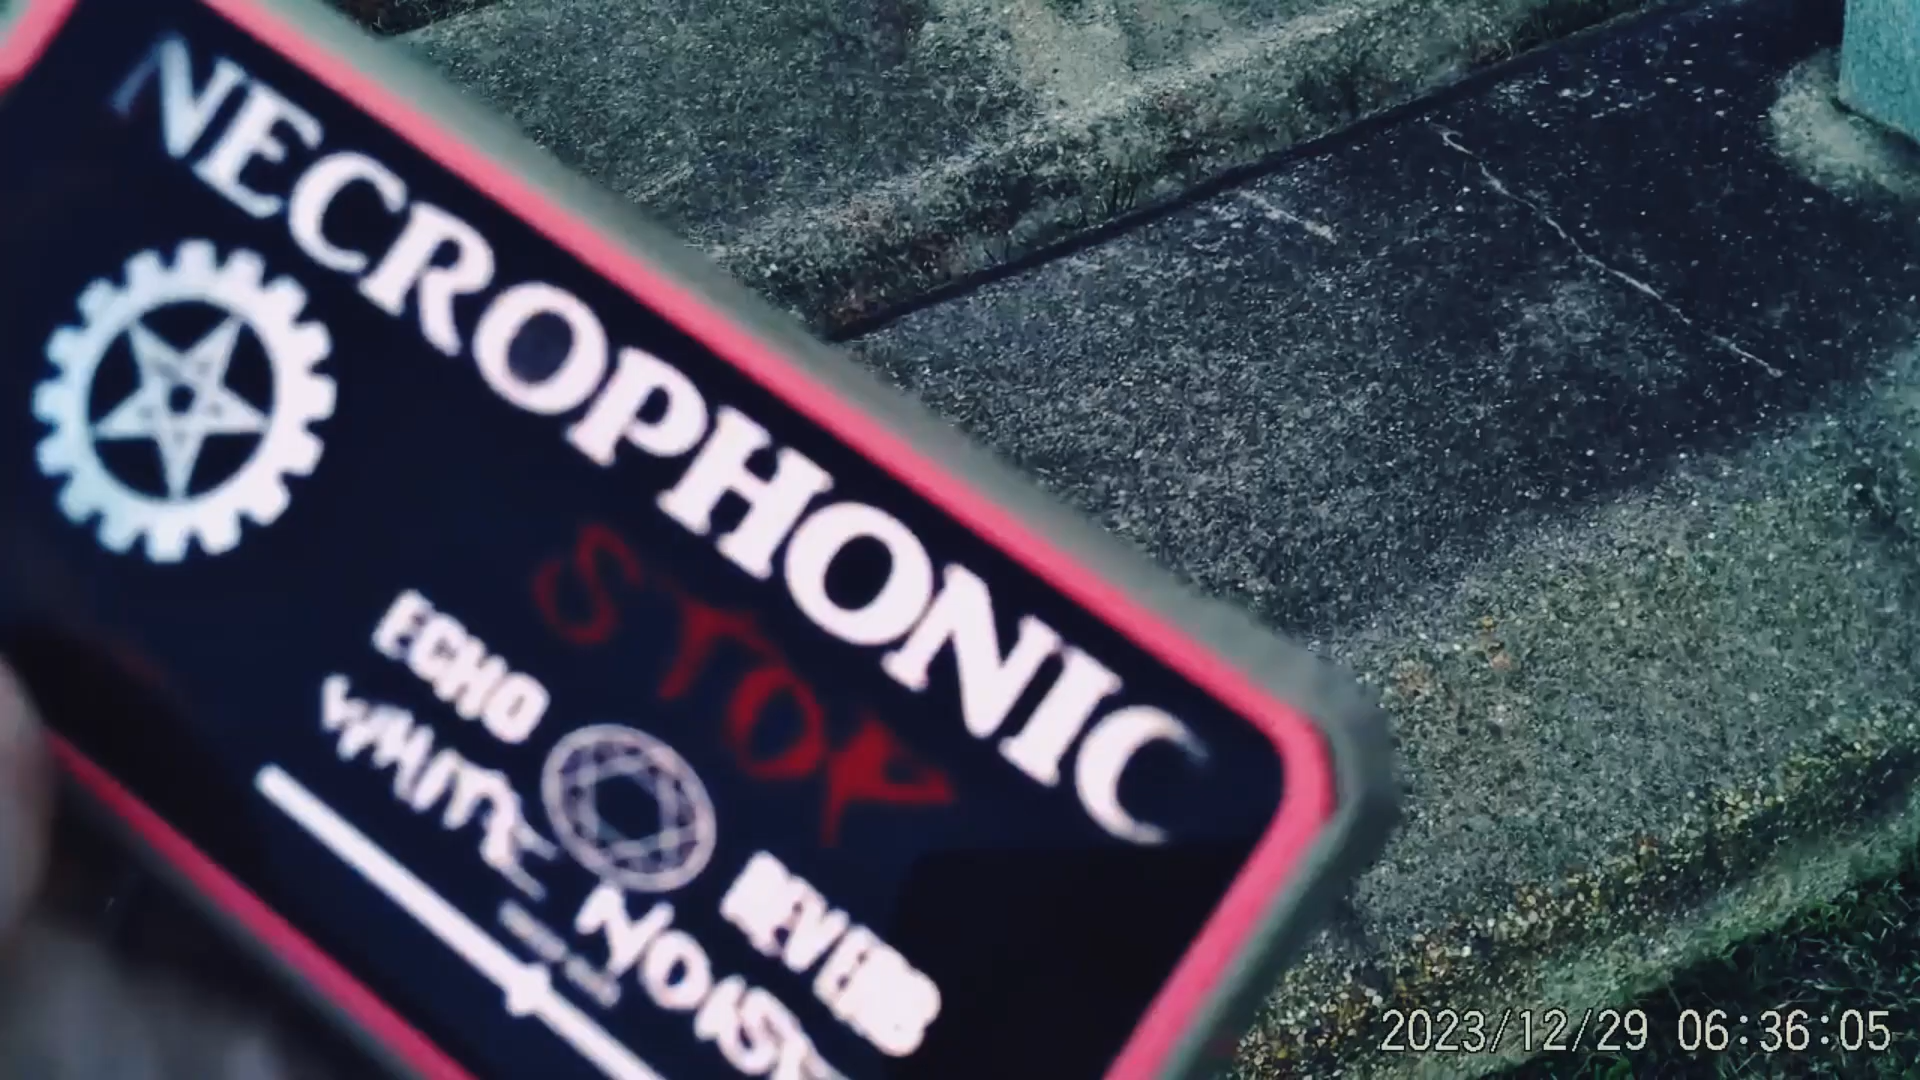 NECROPHONIC
STOP
ECHO
REVERB
WHITE NOISE
2023/12/29 06:36:05